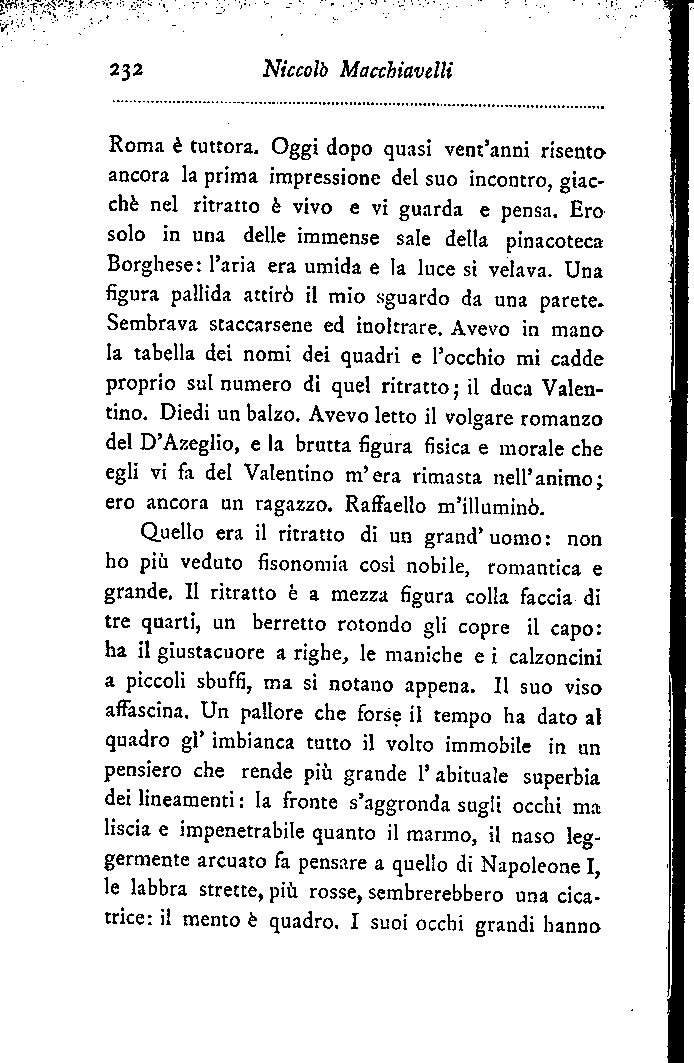 232 Niccolò Macchiavelli
Roma è tuttora. Oggi dopo quasi vent'anni risento
ancora la prima impressione del suo incontro, giac-
chè nel ritratto è vivo e vi guarda e pensa. Ero
solo in una delle immense sale della pinacoteca
Borghese: l'aria era umida e la luce si velava. Una
figura pallida attirò il mio sguardo da una parete.
Sembrava staccarsene ed inoltrare. Avevo in mano
la tabella dei nomi dei quadri e l'occhio mi cadde
proprio sul numero di quel ritratto; il duca Valen-
tino. Diedi un balzo. Avevo letto il volgare romanzo
del D'Azeglio, e la brutta figura fisica e morale che
egli vi fa del Valentino m'era rimasta nell'animo;
ero ancora un ragazzo. Raffaello m'illuminò.
Quello era il ritratto di un grand' uomo: non
ho più veduto fisonomia così nobile, romantica e
grande. Il ritratto è a mezza figura colla faccia di
tre quarti, un berretto rotondo gli copre il capo:
ha il giustacuore a righe, le maniche e i calzoncini
a piccoli sbuffi, ma si notano appena. Il suo viso
affascina. Un pallore che forse il tempo ha dato al
quadro gl' imbianca tutto il volto immobile in un
pensiero che rende più grande l' abituale superbia
dei lineamenti: la fronte s'aggronda sugli occhi ma
liscia e impenetrabile quanto il marmo, il naso leg-
germente arcuato fa pensare a quello di Napoleone I,
le labbra strette, più rosse, sembrerebbero una cica-
trice: il mento è quadro. I suoi occhi grandi hanno